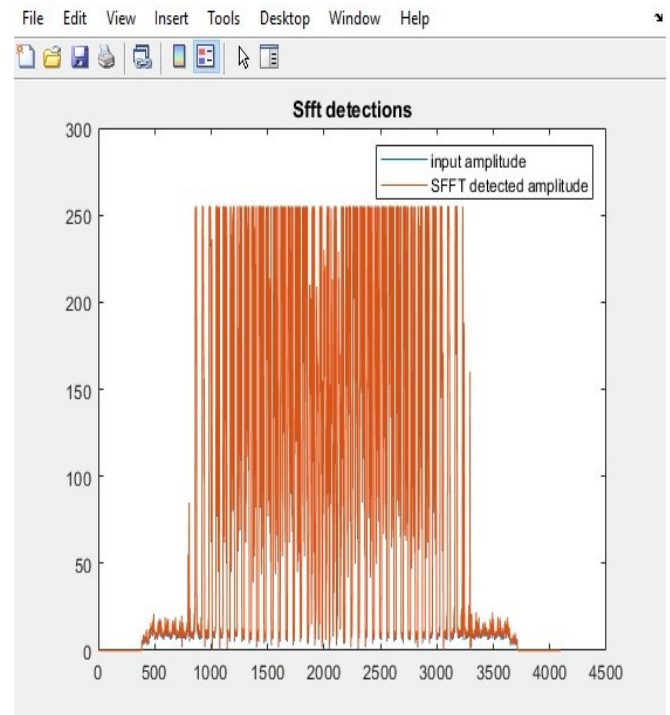 File Edit View Insert Tools Desktop Window Help
Sfft detections
300
input amplitude
SFFT detected amplitude
250
200
150
100
50
0
0 500 1000 1500 2000 2500 3000 3500 4000 4500